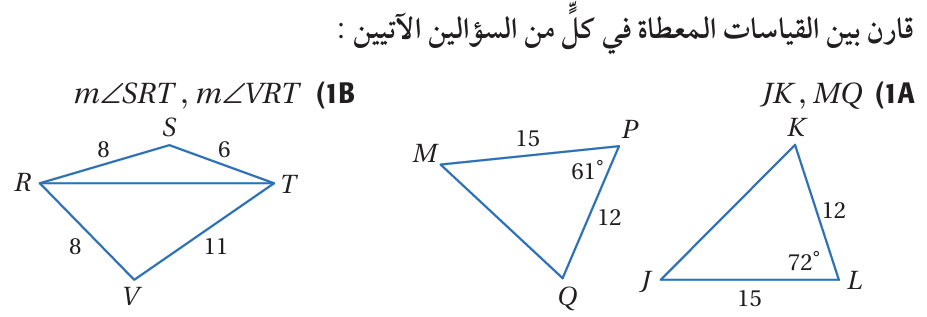 قارن بين القياسات المعطاة في كلٍّ من السؤالين الآتيين :
1A) JK , MQ
K
12
72°
J
15
L
M
15
P
61°
12
Q
1B) m∠SRT , m∠VRT
S
8
6
R
T
8
11
V